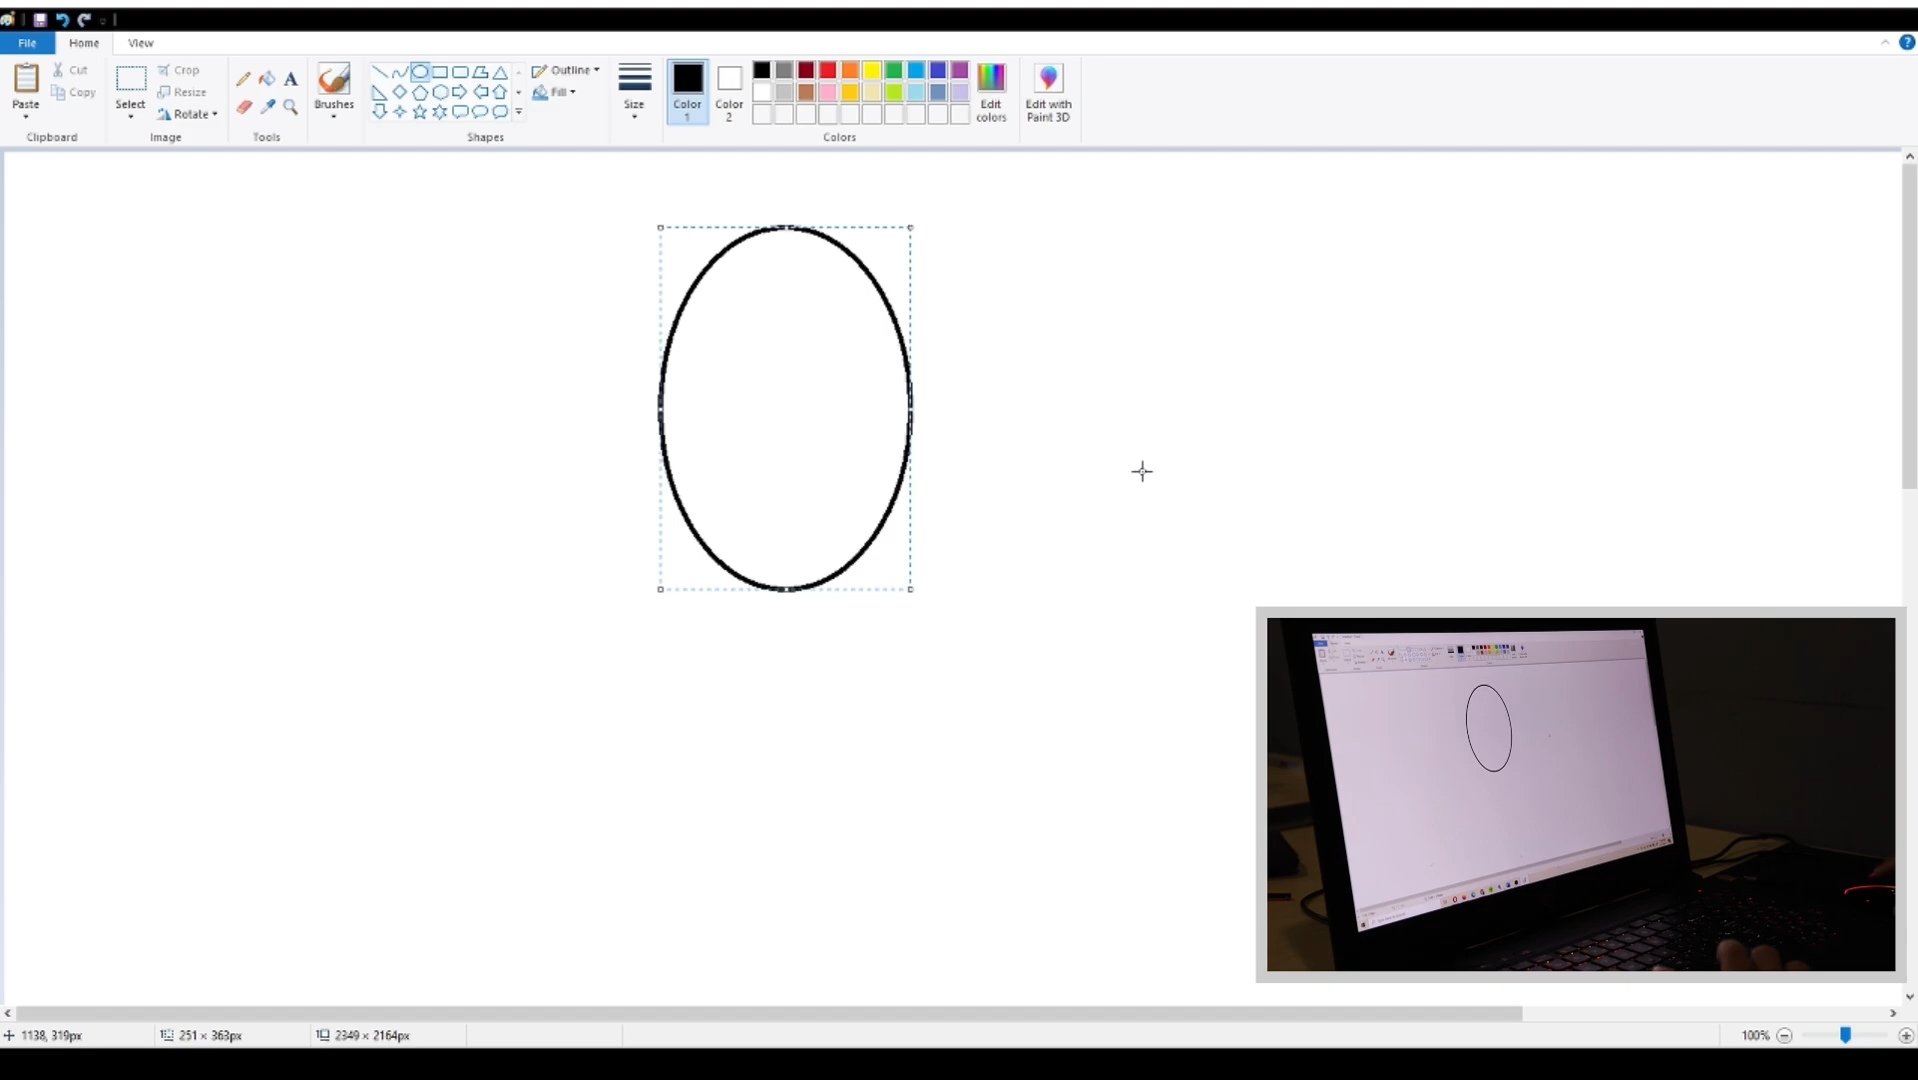 File Home View
Paste
Cut
Copy
Clipboard
Select
Crop
Resize
Rotate
Image
A
Tools
Brushes
Shapes
Outline
Fill
Size
Color 1
Color 2
Colors
Edit colors
Edit with Paint 3D
1138, 319px 251 × 363px 2349 × 2164px 100%